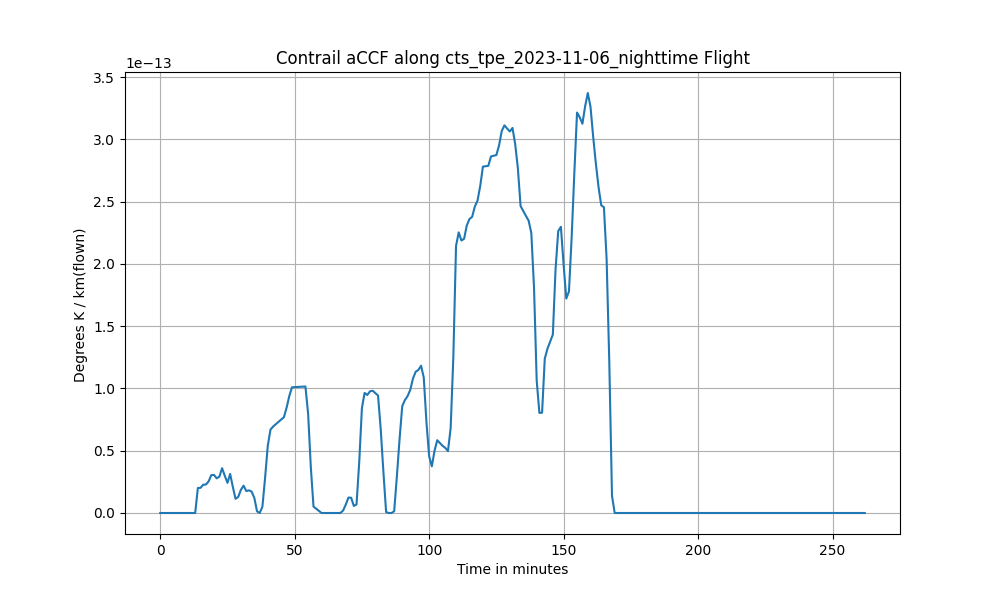 Contrail aCCF along cts_tpe_2023-11-06_nighttime Flight
1e−13
3.5
3.0
2.5
2.0
1.5
1.0
0.5
0.0
Degrees K / km(flown)
0 50 100 150 200 250
Time in minutes